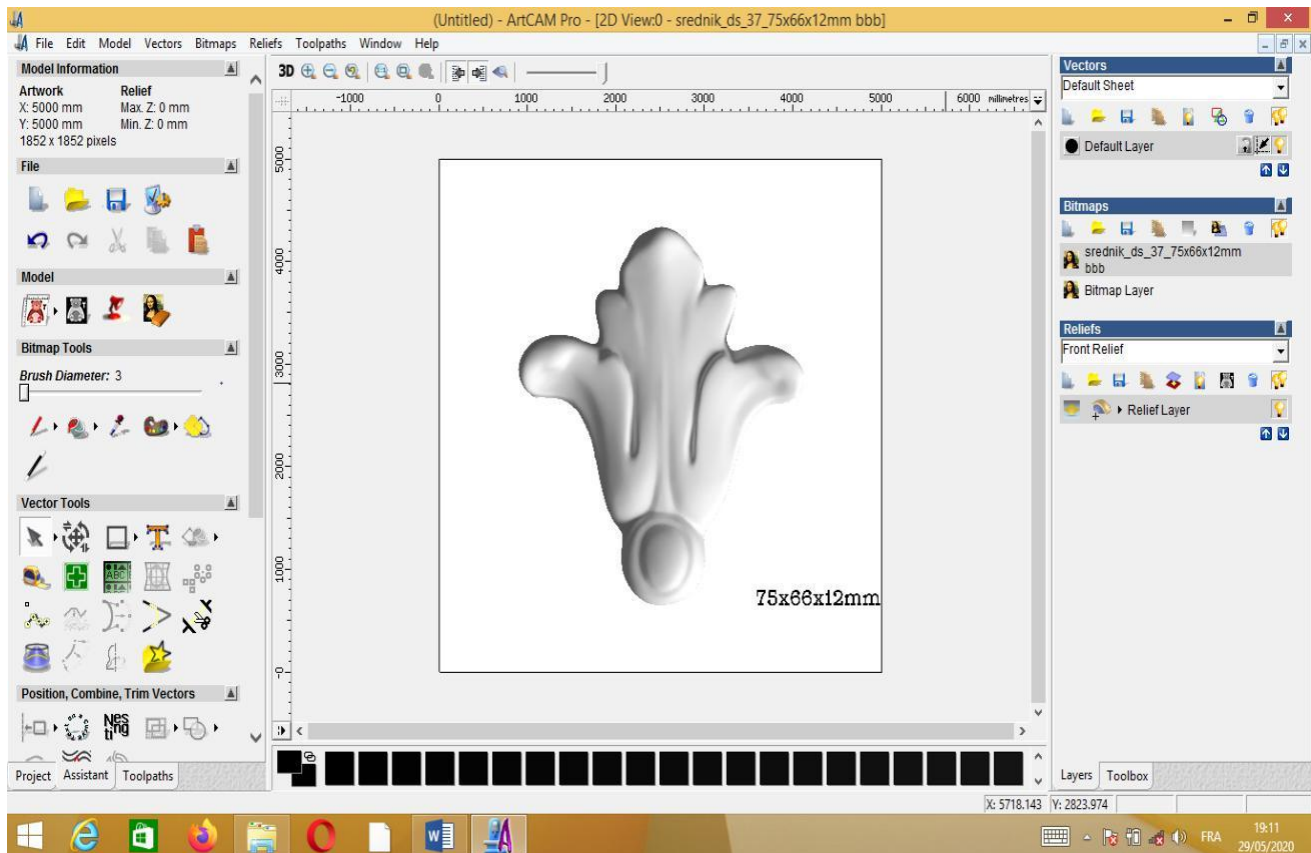 (Untitled) - ArtCAM Pro - [2D View:0 - srednik_ds_37_75x66x12mm bbb]
File Edit Model Vectors Bitmaps Reliefs Toolpaths Window Help
Model Information
Artwork Relief
X: 5000 mm Max. Z: 0 mm
Y: 5000 mm Min. Z: 0 mm
1852 x 1852 pixels
File
Model
Bitmap Tools
Brush Diameter: 3
Vector Tools
ABC
Position, Combine, Trim Vectors
Nes
ting
Project Assistant Toolpaths
3D
-1000 0 1000 2000 3000 4000 5000 6000 millimetres
5000
4000
3000
2000
1000
0
75x66x12mm
Vectors
Default Sheet
Default Layer
Bitmaps
srednik_ds_37_75x66x12mm
bbb
Bitmap Layer
Reliefs
Front Relief
Relief Layer
Layers Toolbox
X: 5718.143 Y: 2823.974
FRA
19:11
29/05/2020